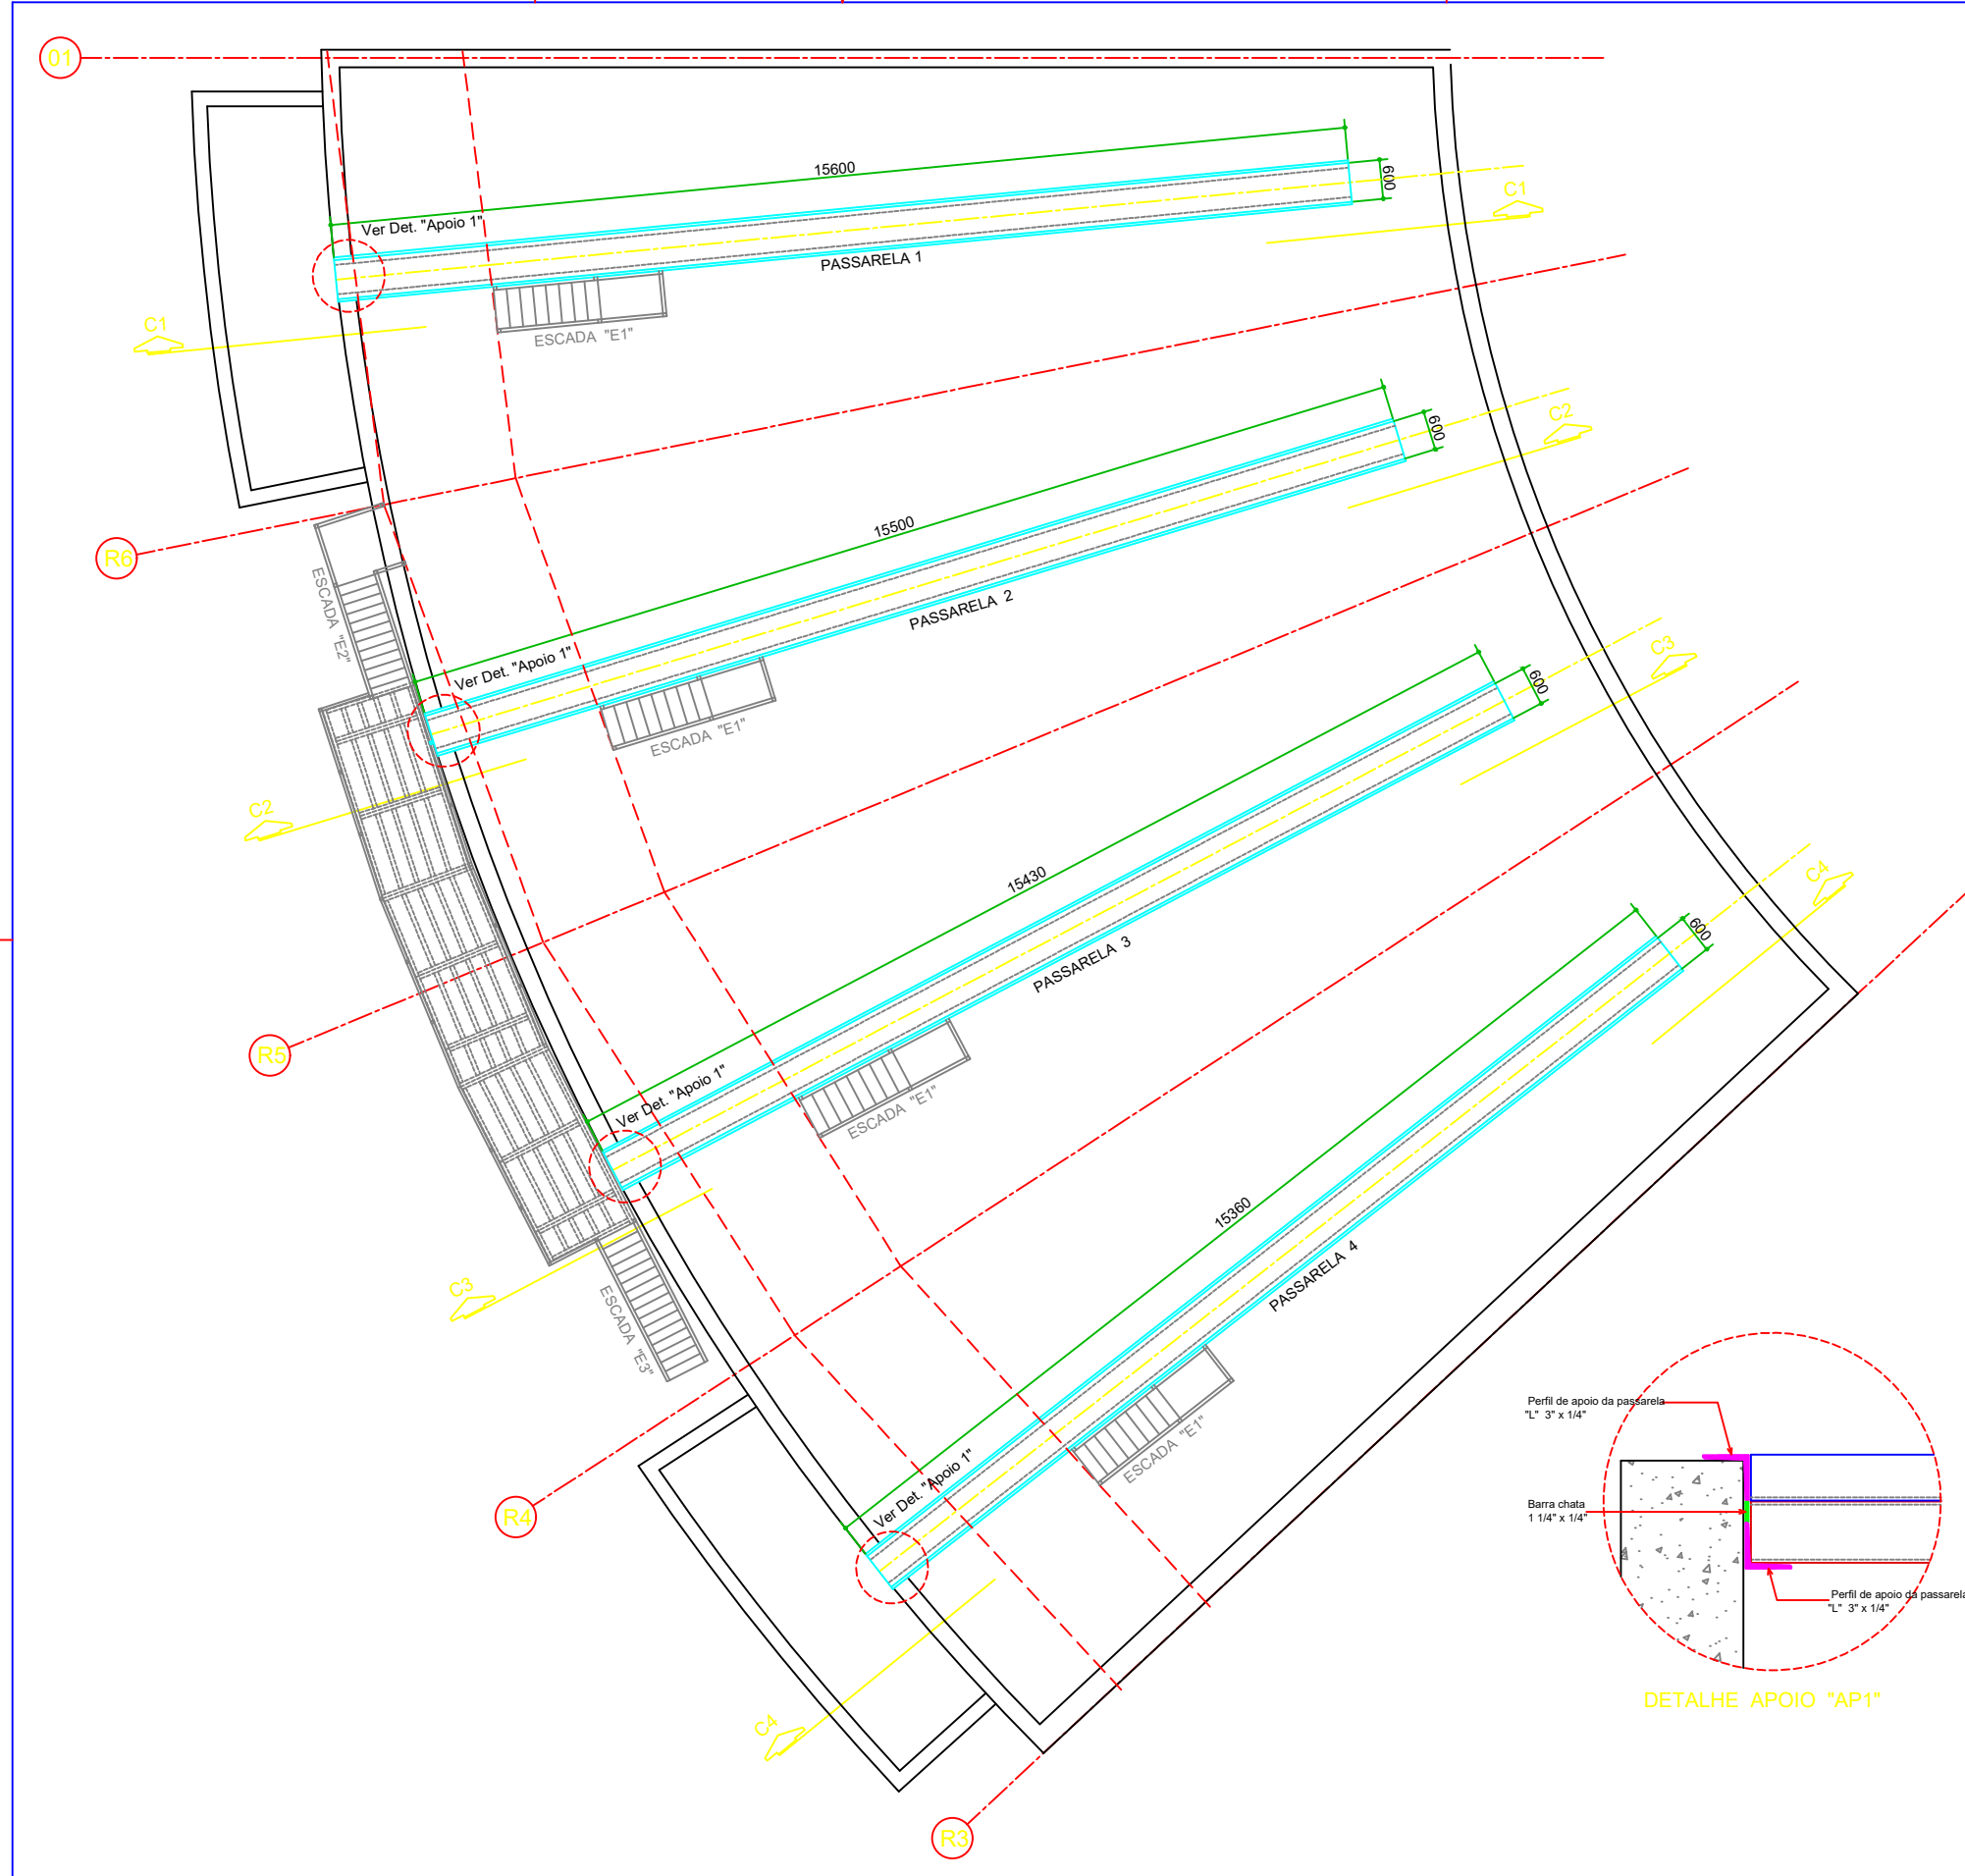 01
15600
600
C1
Ver Det. "Apoio 1"
PASSARELA 1
C1
ESCADA "E1"
C2
600
15500
R6
ESCADA "E2"
PASSARELA 2
Ver Det. "Apoio 1"
C3
600
ESCADA "E1"
C2
15430
C4
600
PASSARELA 3
R5
Ver Det. "Apoio 1"
ESCADA "E1"
15360
C3
PASSARELA 4
ESCADA "E3"
Perfil de apoio da passarela
"L" 3" x 1/4"
ESCADA "E1"
Ver Det. "Apoio 1"
R4
Barra chata
1 1/4" x 1/4"
Perfil de apoio da passarela
"L" 3" x 1/4"
DETALHE APOIO "AP1"
C4
R3